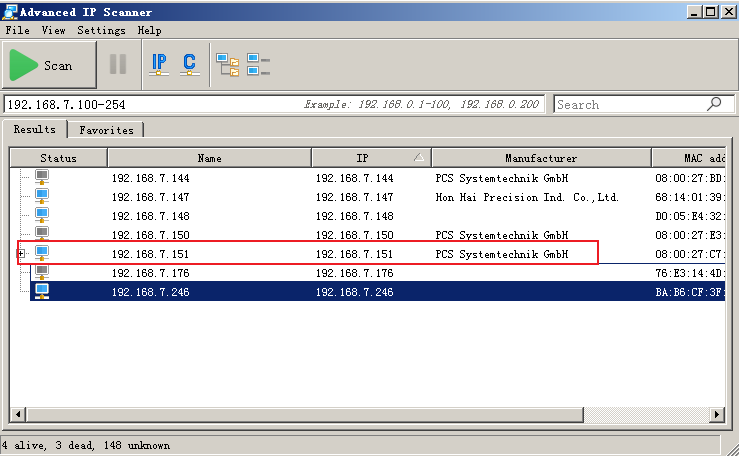 Advanced IP Scanner
File View Settings Help
Scan IP C
192.168.7.100-254 Example: 192.168.0.1-100, 192.168.0.200 Search
Results Favorites
Status Name IP Manufacturer MAC add
192.168.7.144 192.168.7.144 PCS Systemtechnik GmbH 08:00:27:BD:
192.168.7.147 192.168.7.147 Hon Hai Precision Ind. Co.,Ltd. 68:14:01:39:
192.168.7.148 192.168.7.148 D0:05:E4:32:
192.168.7.150 192.168.7.150 PCS Systemtechnik GmbH 08:00:27:E3:
192.168.7.151 192.168.7.151 PCS Systemtechnik GmbH 08:00:27:C7:
192.168.7.176 192.168.7.176 76:E3:14:4D:
192.168.7.246 192.168.7.246 BA:B6:CF:3F:
4 alive, 3 dead, 148 unknown